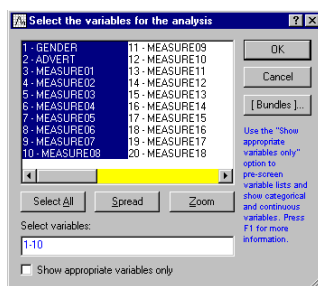 Select the variables for the analysis
1 - GENDER 11 - MEASURE09
2 - ADVERT 12 - MEASURE10
3 - MEASURE01 13 - MEASURE11
4 - MEASURE02 14 - MEASURE12
5 - MEASURE03 15 - MEASURE13
6 - MEASURE04 16 - MEASURE14
7 - MEASURE05 17 - MEASURE15
8 - MEASURE06 18 - MEASURE16
9 - MEASURE07 19 - MEASURE17
10 - MEASURE08 20 - MEASURE18
OK
Cancel
[ Bundles ]...
Use the "Show
appropriate
variables only"
option to
pre-screen
variable lists and
show categorical
and continuous
variables. Press
F1 for more
information.
Select All Spread Zoom
Select variables:
1-10
Show appropriate variables only